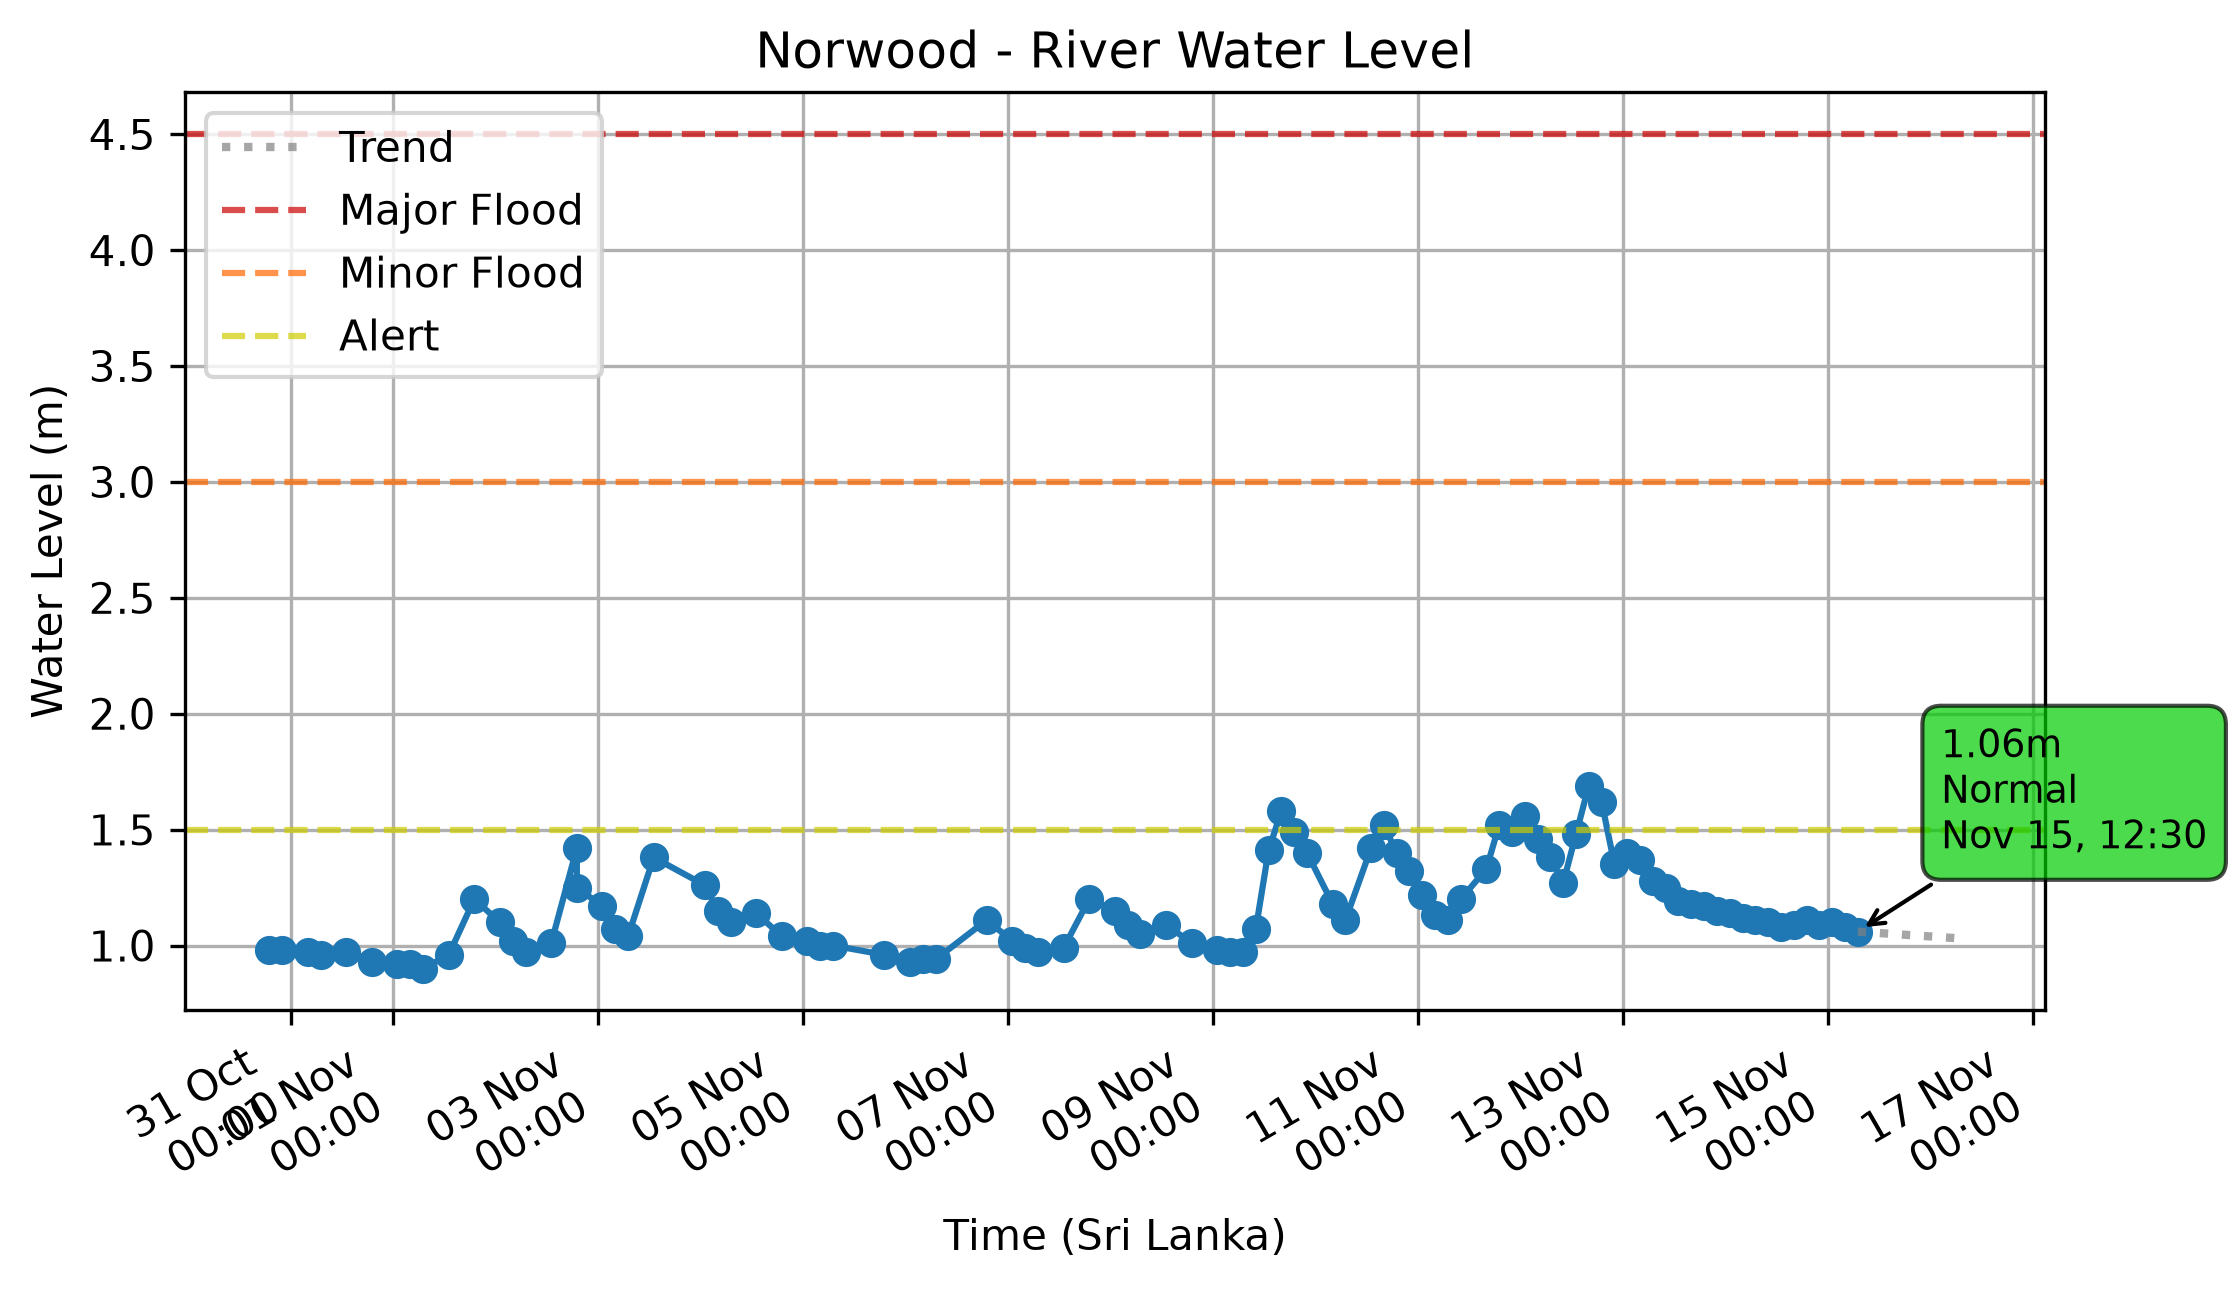 Norwood - River Water Level
Trend
Major Flood
Minor Flood
Alert
4.5
4.0
3.5
3.0
2.5
2.0
1.5
1.0
Water Level (m)
1.06m
Normal
Nov 15, 12:30
31 Oct
00:00
01 Nov
00:00
03 Nov
00:00
05 Nov
00:00
07 Nov
00:00
09 Nov
00:00
11 Nov
00:00
13 Nov
00:00
15 Nov
00:00
17 Nov
00:00
Time (Sri Lanka)